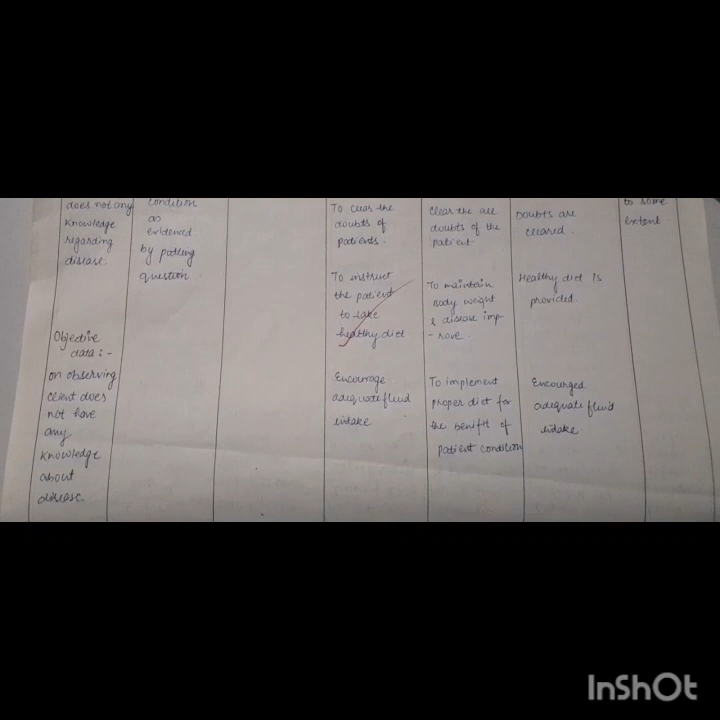 does not any
knowledge
regarding
disease.
Objective
data :-
on observing
client does
not have
any
knowledge
about
disease.
condition
as
evidenced
by putting
question
To clear the
doubts of
patients.
To instruct
the patient
to take
healthy diet
Encourage
adequate fluid
intake
clear the all
doubts of the
patient
To maintain
body weight
& disease imp-
-rove.
To implement
proper diet for
the benifit of
patient condition
Doubts are
cleared.
Healthy diet is
provided.
Encouraged
adequate fluid
intake.
to some
extent.
InShOt